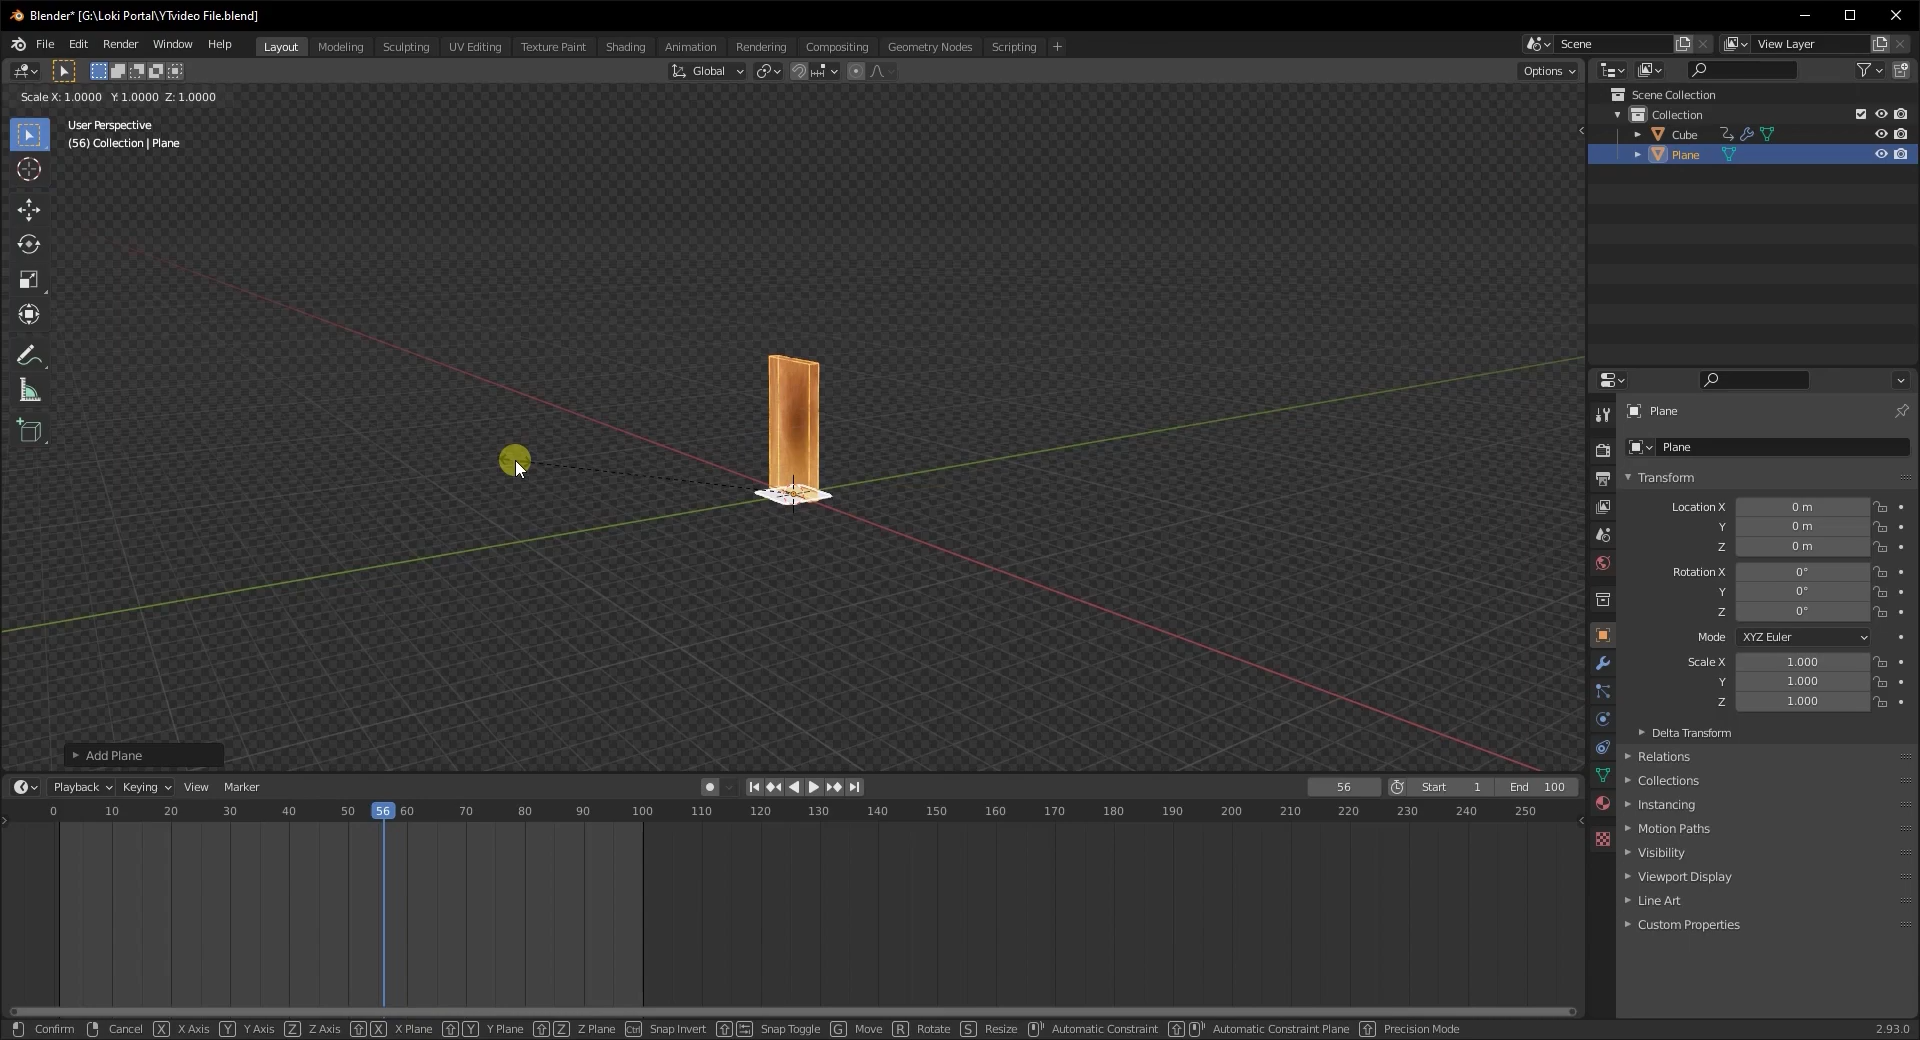 Blender* [G:\Loki Portal\YTvideo File.blend]
File Edit Render Window Help Layout Modeling Sculpting UV Editing Texture Paint Shading Animation Rendering Compositing Geometry Nodes Scripting + Scene View Layer
Global Options
Scale X: 1.0000 Y: 1.0000 Z: 1.0000
User Perspective
(56) Collection | Plane
Scene Collection
Collection
Cube
Plane
Plane
Plane
Transform
Location X 0 m
Y 0 m
Z 0 m
Rotation X 0°
Y 0°
Z 0°
Mode XYZ Euler
Scale X 1.000
Y 1.000
Z 1.000
Delta Transform
Relations
Collections
Instancing
Motion Paths
Visibility
Viewport Display
Line Art
Custom Properties
Add Plane
Playback Keying View Marker 56 Start 1 End 100
0 10 20 30 40 50 56 60 70 80 90 100 110 120 130 140 150 160 170 180 190 200 210 220 230 240 250
Confirm Cancel X X Axis Y Y Axis Z Z Axis X X Plane Y Y Plane Z Z Plane Ctrl Snap Invert Snap Toggle G Move R Rotate S Resize Automatic Constraint Automatic Constraint Plane Precision Mode 2.93.0